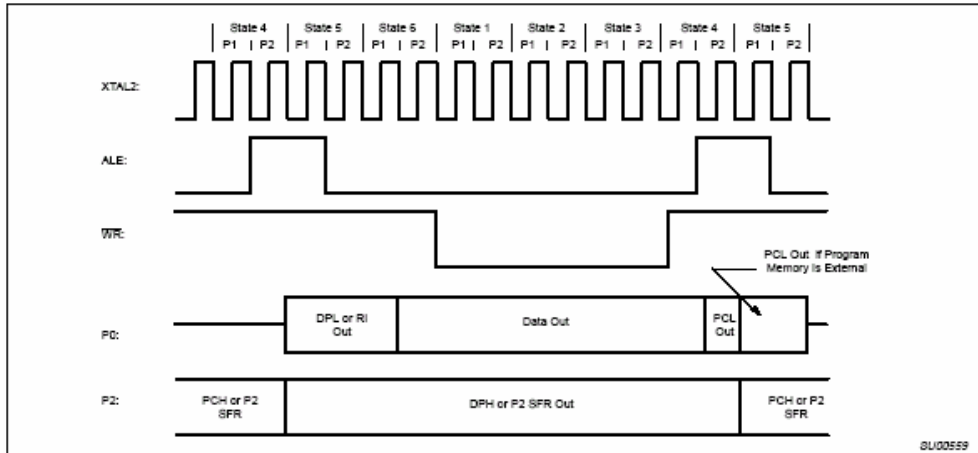 State 4 State 5 State 6 State 1 State 2 State 3 State 4 State 5
P1 P2 P1 P2 P1 P2 P1 P2 P1 P2 P1 P2 P1 P2 P1 P2
XTAL2:
ALE:
WR:
PCL Out if Program
Memory is External
P0:
DPL or RI
Out
Data Out
PCL
Out
P2:
PCH or P2
SFR
DPH or P2 SFR Out
PCH or P2
SFR
SU00559